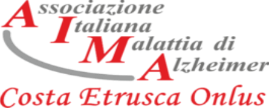 Associazione
Italiana
Malattia di
Alzheimer
Costa Etrusca Onlus